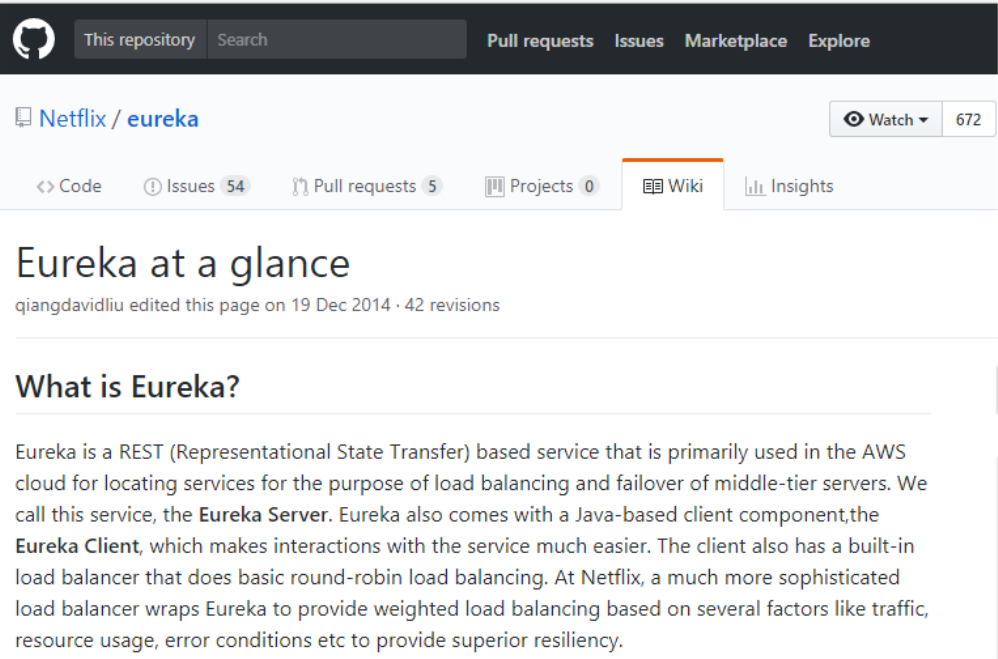 This repository Search Pull requests Issues Marketplace Explore
Netflix / eureka Watch 672
Code Issues 54 Pull requests 5 Projects 0 Wiki Insights
Eureka at a glance
qiangdavidliu edited this page on 19 Dec 2014 · 42 revisions
What is Eureka?
Eureka is a REST (Representational State Transfer) based service that is primarily used in the AWS
cloud for locating services for the purpose of load balancing and failover of middle-tier servers. We
call this service, the Eureka Server. Eureka also comes with a Java-based client component,the
Eureka Client, which makes interactions with the service much easier. The client also has a built-in
load balancer that does basic round-robin load balancing. At Netflix, a much more sophisticated
load balancer wraps Eureka to provide weighted load balancing based on several factors like traffic,
resource usage, error conditions etc to provide superior resiliency.